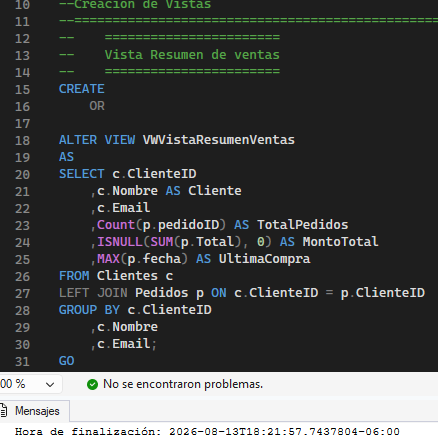 10 --Creacion de Vistas
11 --==================================================
12 -- =======================
13 -- Vista Resumen de ventas
14 -- =======================
15 CREATE
16 OR
17
18 ALTER VIEW VWVistaResumenVentas
19 AS
20 SELECT c.ClienteID
21 ,c.Nombre AS Cliente
22 ,c.Email
23 ,Count(p.pedidoID) AS TotalPedidos
24 ,ISNULL(SUM(p.Total), 0) AS MontoTotal
25 ,MAX(p.fecha) AS UltimaCompra
26 FROM Clientes c
27 LEFT JOIN Pedidos p ON c.ClienteID = p.ClienteID
28 GROUP BY c.ClienteID
29 ,c.Nombre
30 ,c.Email;
31 GO
00 % No se encontraron problemas.
Mensajes
Hora de finalización: 2026-08-13T18:21:57.7437804-06:00